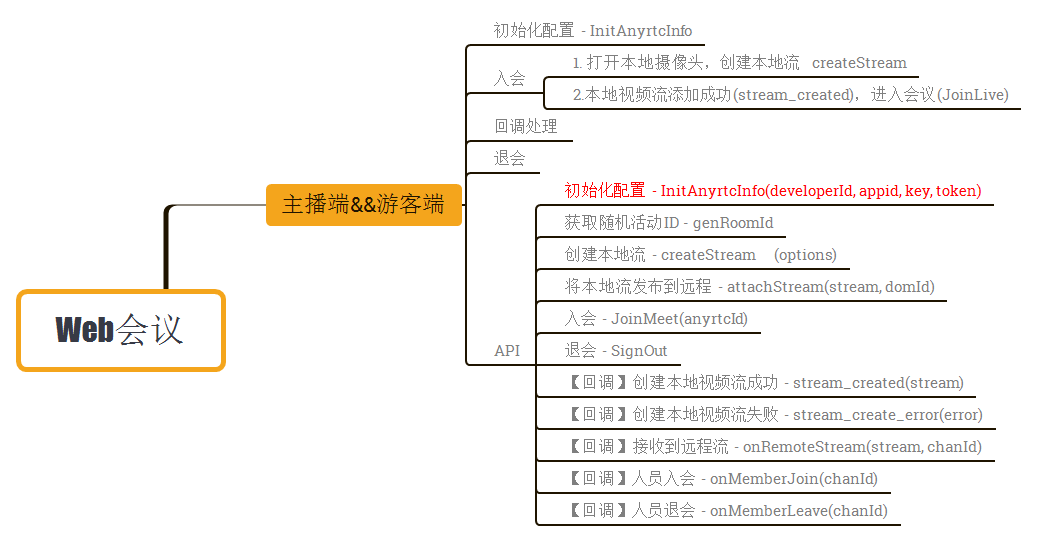 初始化配置 - InitAnyrtcInfo
1. 打开本地摄像头，创建本地流 createStream
入会
2.本地视频流添加成功(stream_created)，进入会议(JoinLive)
回调处理
退会
初始化配置 - InitAnyrtcInfo(developerId, appid, key, token)
主播端&&游客端
获取随机活动ID - genRoomId
创建本地流 - createStream (options)
将本地流发布到远程 - attachStream(stream, domId)
入会 - JoinMeet(anyrtcId)
Web会议
API
退会 - SignOut
【回调】创建本地视频流成功 - stream_created(stream)
【回调】创建本地视频流失败 - stream_create_error(error)
【回调】接收到远程流 - onRemoteStream(stream, chanId)
【回调】人员入会 - onMemberJoin(chanId)
【回调】人员退会 - onMemberLeave(chanId)